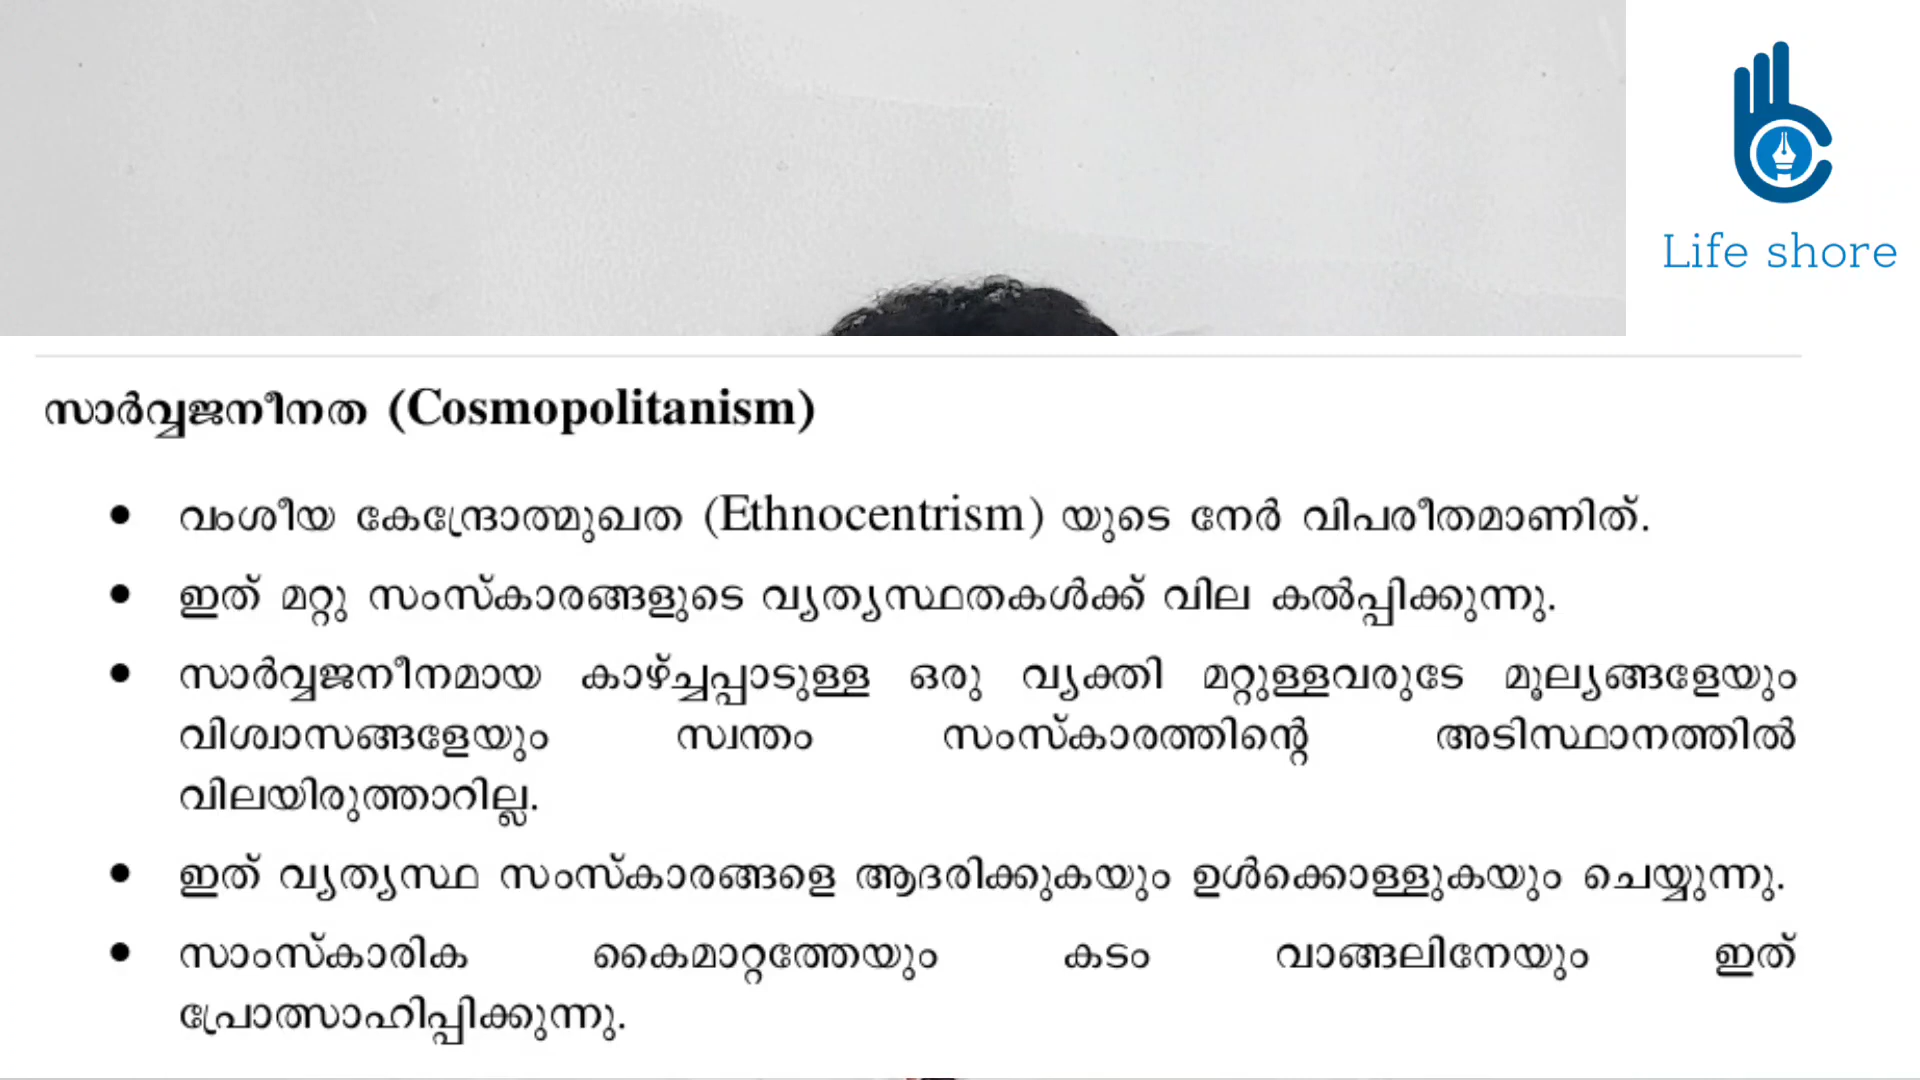 Life shore
സാർവ്വജനീനത (Cosmopolitanism)
● വംശീയ കേന്ദ്രോത്മുഖത (Ethnocentrism) യുടെ നേർ വിപരീതമാണിത്.
● ഇത് മറ്റു സംസ്കാരങ്ങളുടെ വ്യത്യസ്ഥതകൾക്ക് വില കൽപ്പിക്കുന്നു.
● സാർവ്വജനീനമായ കാഴ്ച്ചപ്പാടുള്ള ഒരു വ്യക്തി മറ്റുള്ളവരുടേ മൂല്യങ്ങളേയും
വിശ്വാസങ്ങളേയും സ്വന്തം സംസ്കാരത്തിന്റെ അടിസ്ഥാനത്തിൽ
വിലയിരുത്താറില്ല.
● ഇത് വ്യത്യസ്ഥ സംസ്കാരങ്ങളെ ആദരിക്കുകയും ഉൾക്കൊള്ളുകയും ചെയ്യുന്നു.
● സാംസ്കാരിക കൈമാറ്റത്തേയും കടം വാങ്ങലിനേയും ഇത്
പ്രോത്സാഹിപ്പിക്കുന്നു.